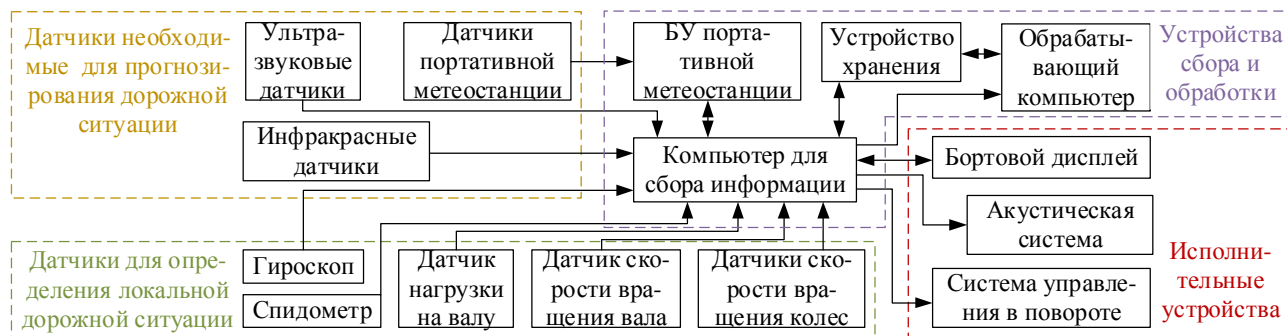 Датчики необходи-
мые для прогнози-
рования дорожной
ситуации
Ультра-
звуковые
датчики
Датчики
портативной
метеостанции
БУ порта-
тивной
метеостанции
Устройство
хранения
Обрабаты-
вающий
компьютер
Устройства
сбора и
обработки
Инфракрасные
датчики
Компьютер для
сбора информации
Бортовой дисплей
Акустическая
система
Датчики для опре-
деления локальной
дорожной ситуации
Гироскоп
Спидометр
Датчик
нагрузки
на валу
Датчик ско-
рости вра-
щения вала
Датчики ско-
рости вра-
щения колес
Система управле-
ния в повороте
Исполни-
тельные
устройства